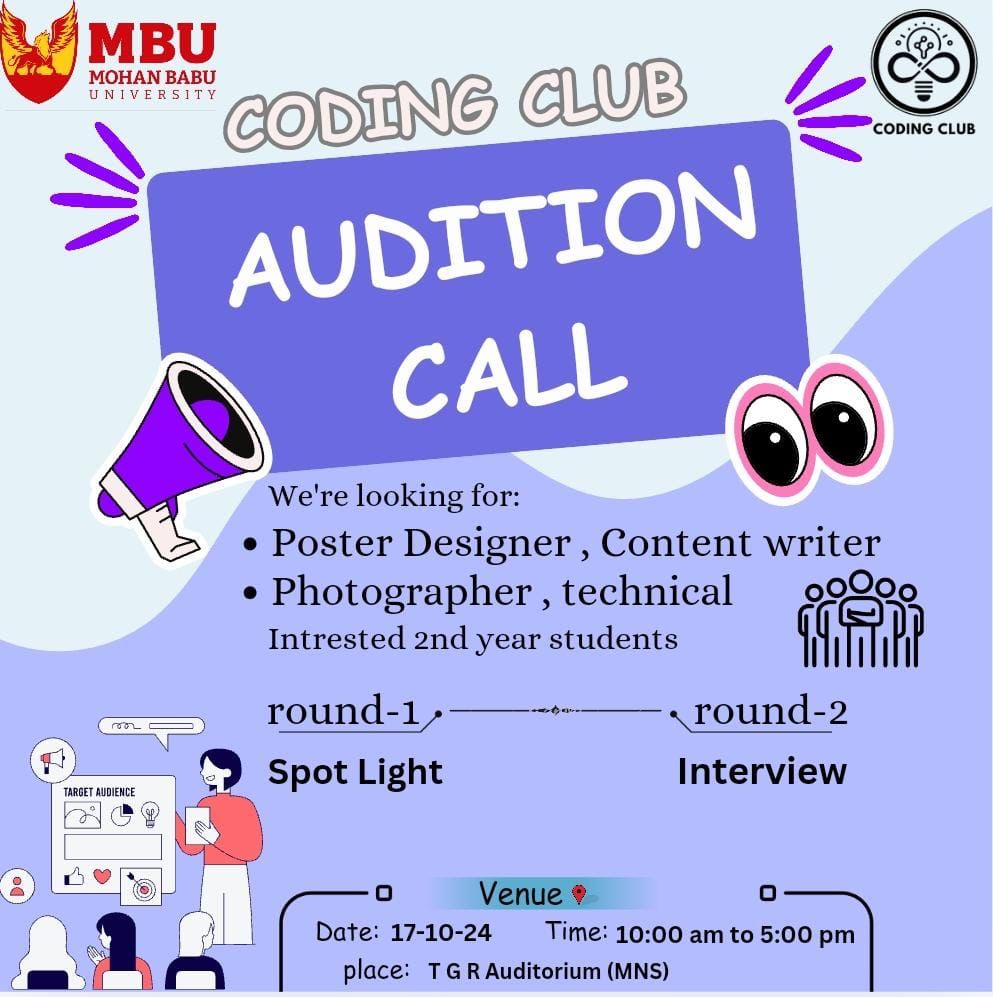 MBU
MOHAN BABU
UNIVERSITY
CODING CLUB
CODING CLUB
AUDITION
CALL
We're looking for:
• Poster Designer , Content writer
• Photographer , technical
Intrested 2nd year students
round-1 round-2
Spot Light Interview
TARGET AUDIENCE
Venue
Date: 17-10-24 Time: 10:00 am to 5:00 pm
place: T G R Auditorium (MNS)